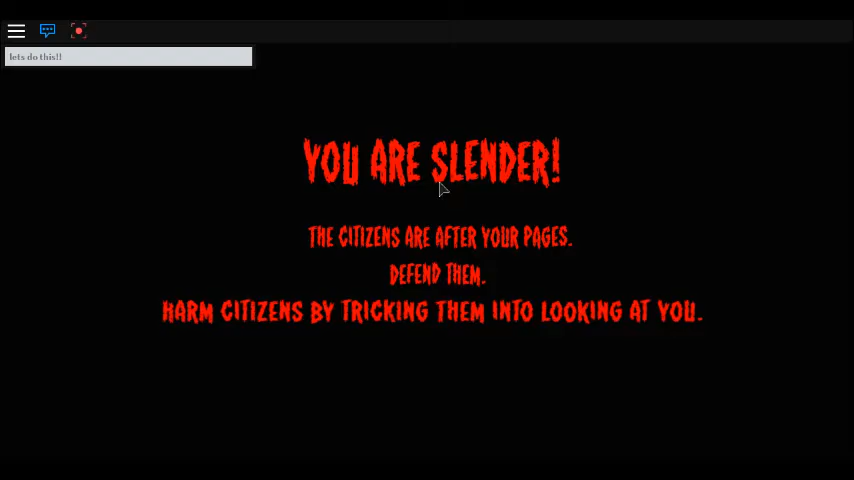 lets do this!!
YOU ARE SLENDER!
THE CITIZENS ARE AFTER YOUR PAGES.
DEFEND THEM.
HARM CITIZENS BY TRICKING THEM INTO LOOKING AT YOU.